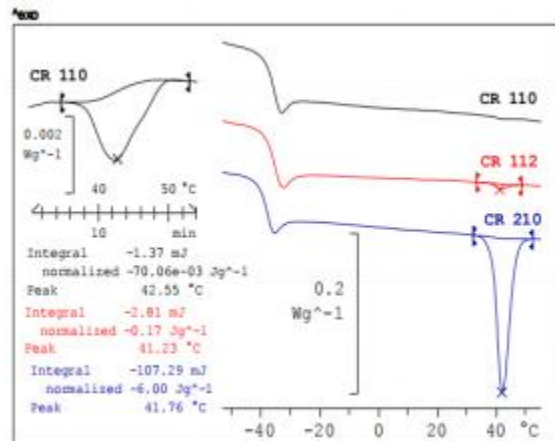 ^exo
CR 110
0.002
Wg^-1
40 50 °C
10 min
Integral -1.37 mJ
normalized -70.06e-03 Jg^-1
Peak 42.55 °C
Integral -2.81 mJ
normalized -0.17 Jg^-1
Peak 41.23 °C
Integral -107.29 mJ
normalized -6.00 Jg^-1
Peak 41.76 °C
CR 110
CR 112
CR 210
0.2
Wg^-1
-40 -20 0 20 40 °C